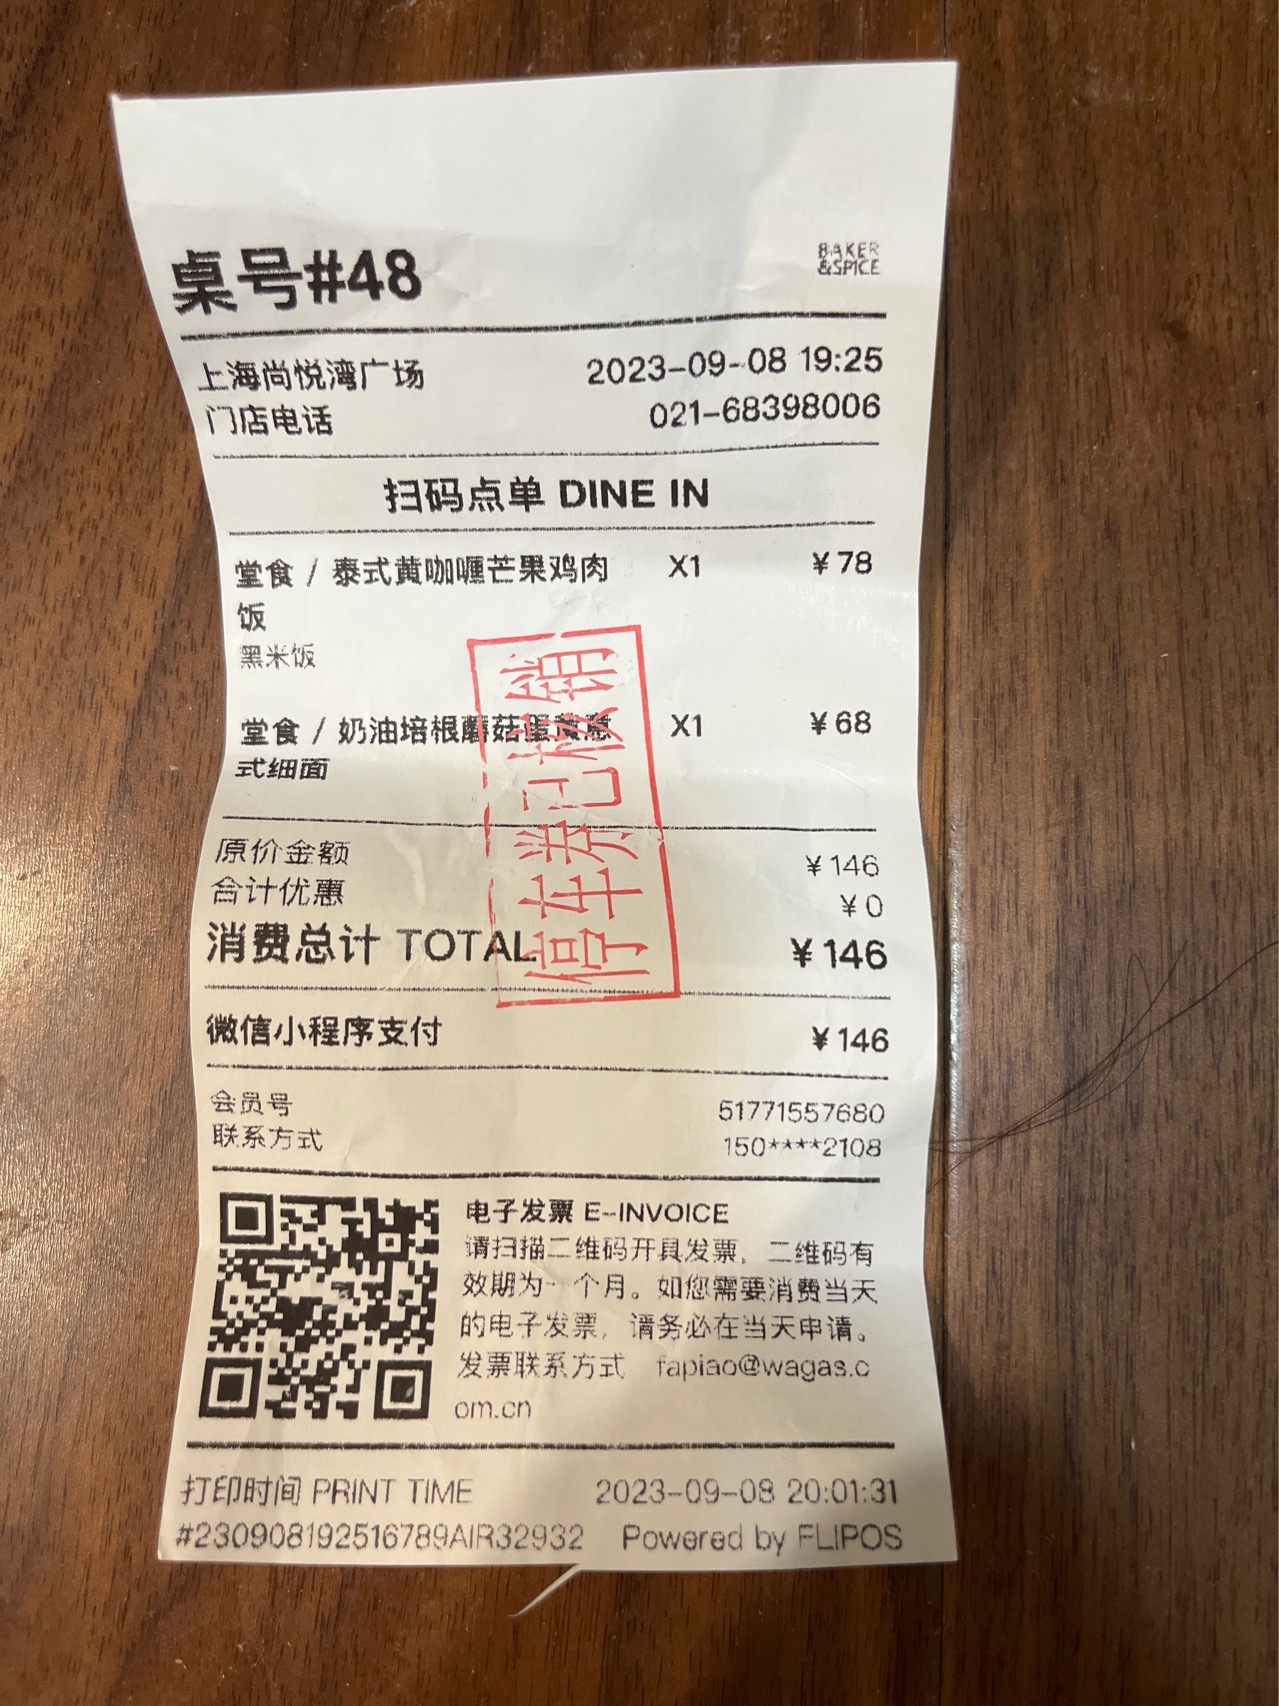 桌号#48
BAKER
&SPICE
上海尚悦湾广场 2023-09-08 19:25
门店电话 021-68398006
扫码点单 DINE IN
堂食 / 泰式黄咖喱芒果鸡肉 X1 ¥78
饭
黑米饭
堂食 / 奶油培根蘑菇蛋黄意 X1 ¥68
式细面
原价金额 ¥146
合计优惠 ¥0
消费总计 TOTAL ¥146
停车券已核销
微信小程序支付 ¥146
会员号 51771557680
联系方式 150****2108
电子发票 E-INVOICE
请扫描二维码开具发票，二维码有
效期为一个月。如您需要消费当天
的电子发票，请务必在当天申请。
发票联系方式 fapiao@wagas.c
om.cn
打印时间 PRINT TIME 2023-09-08 20:01:31
#230908192516789AIR32932 Powered by FLIPOS